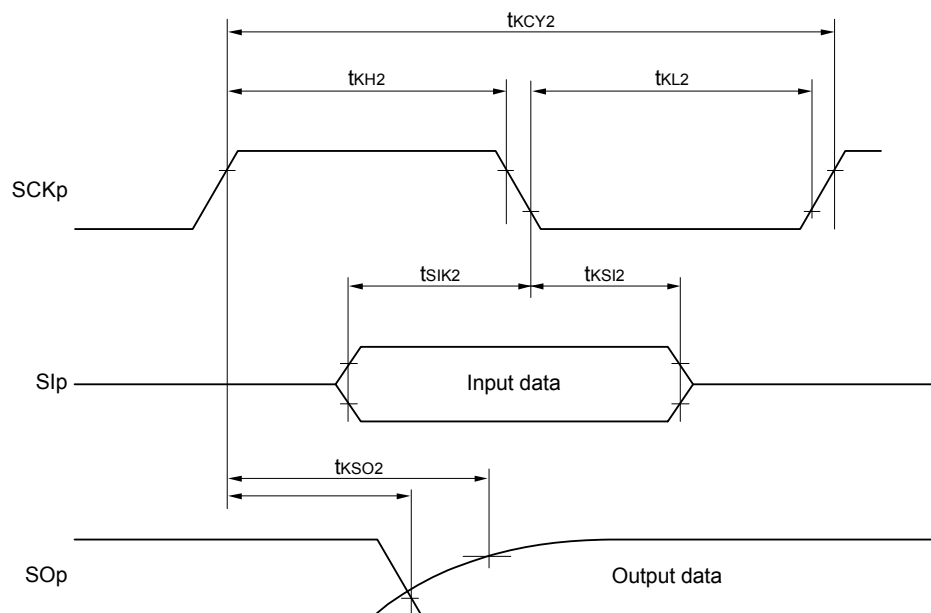 tKCY2
tKH2
tKL2
SCKp
tSIK2
tKSI2
SIp
Input data
tKSO2
SOp
Output data